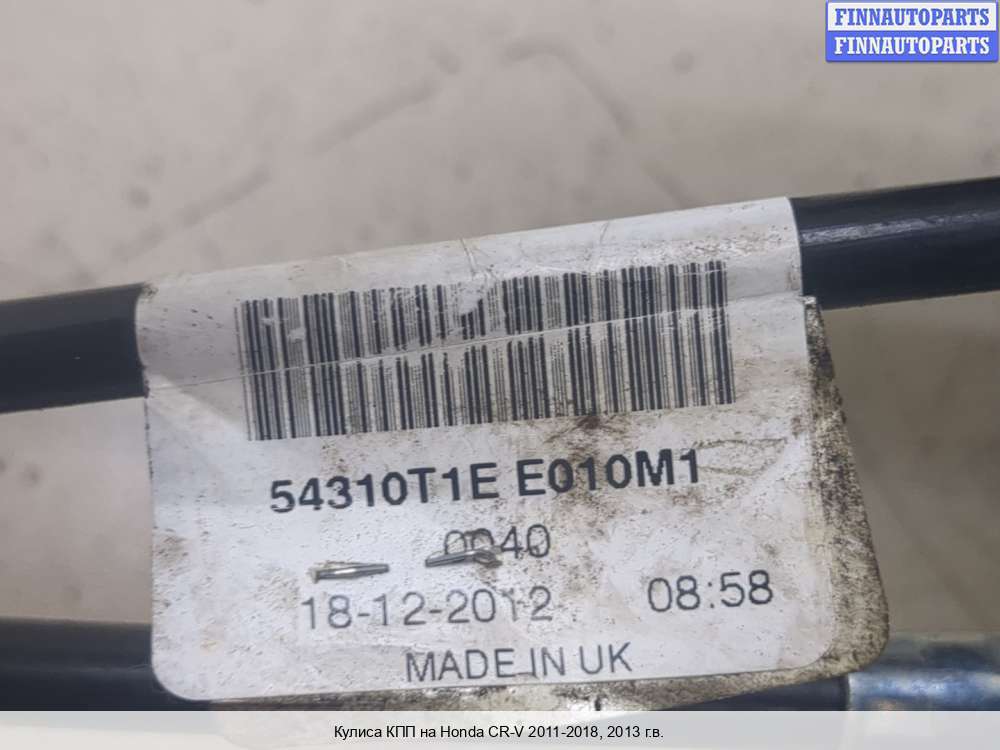 FINNAUTOPARTS
FINNAUTOPARTS
54310T1E E010M1
0040
18-12-2012 08:58
MADE IN UK
Кулиса КПП на Honda CR-V 2011-2018, 2013 г.в.